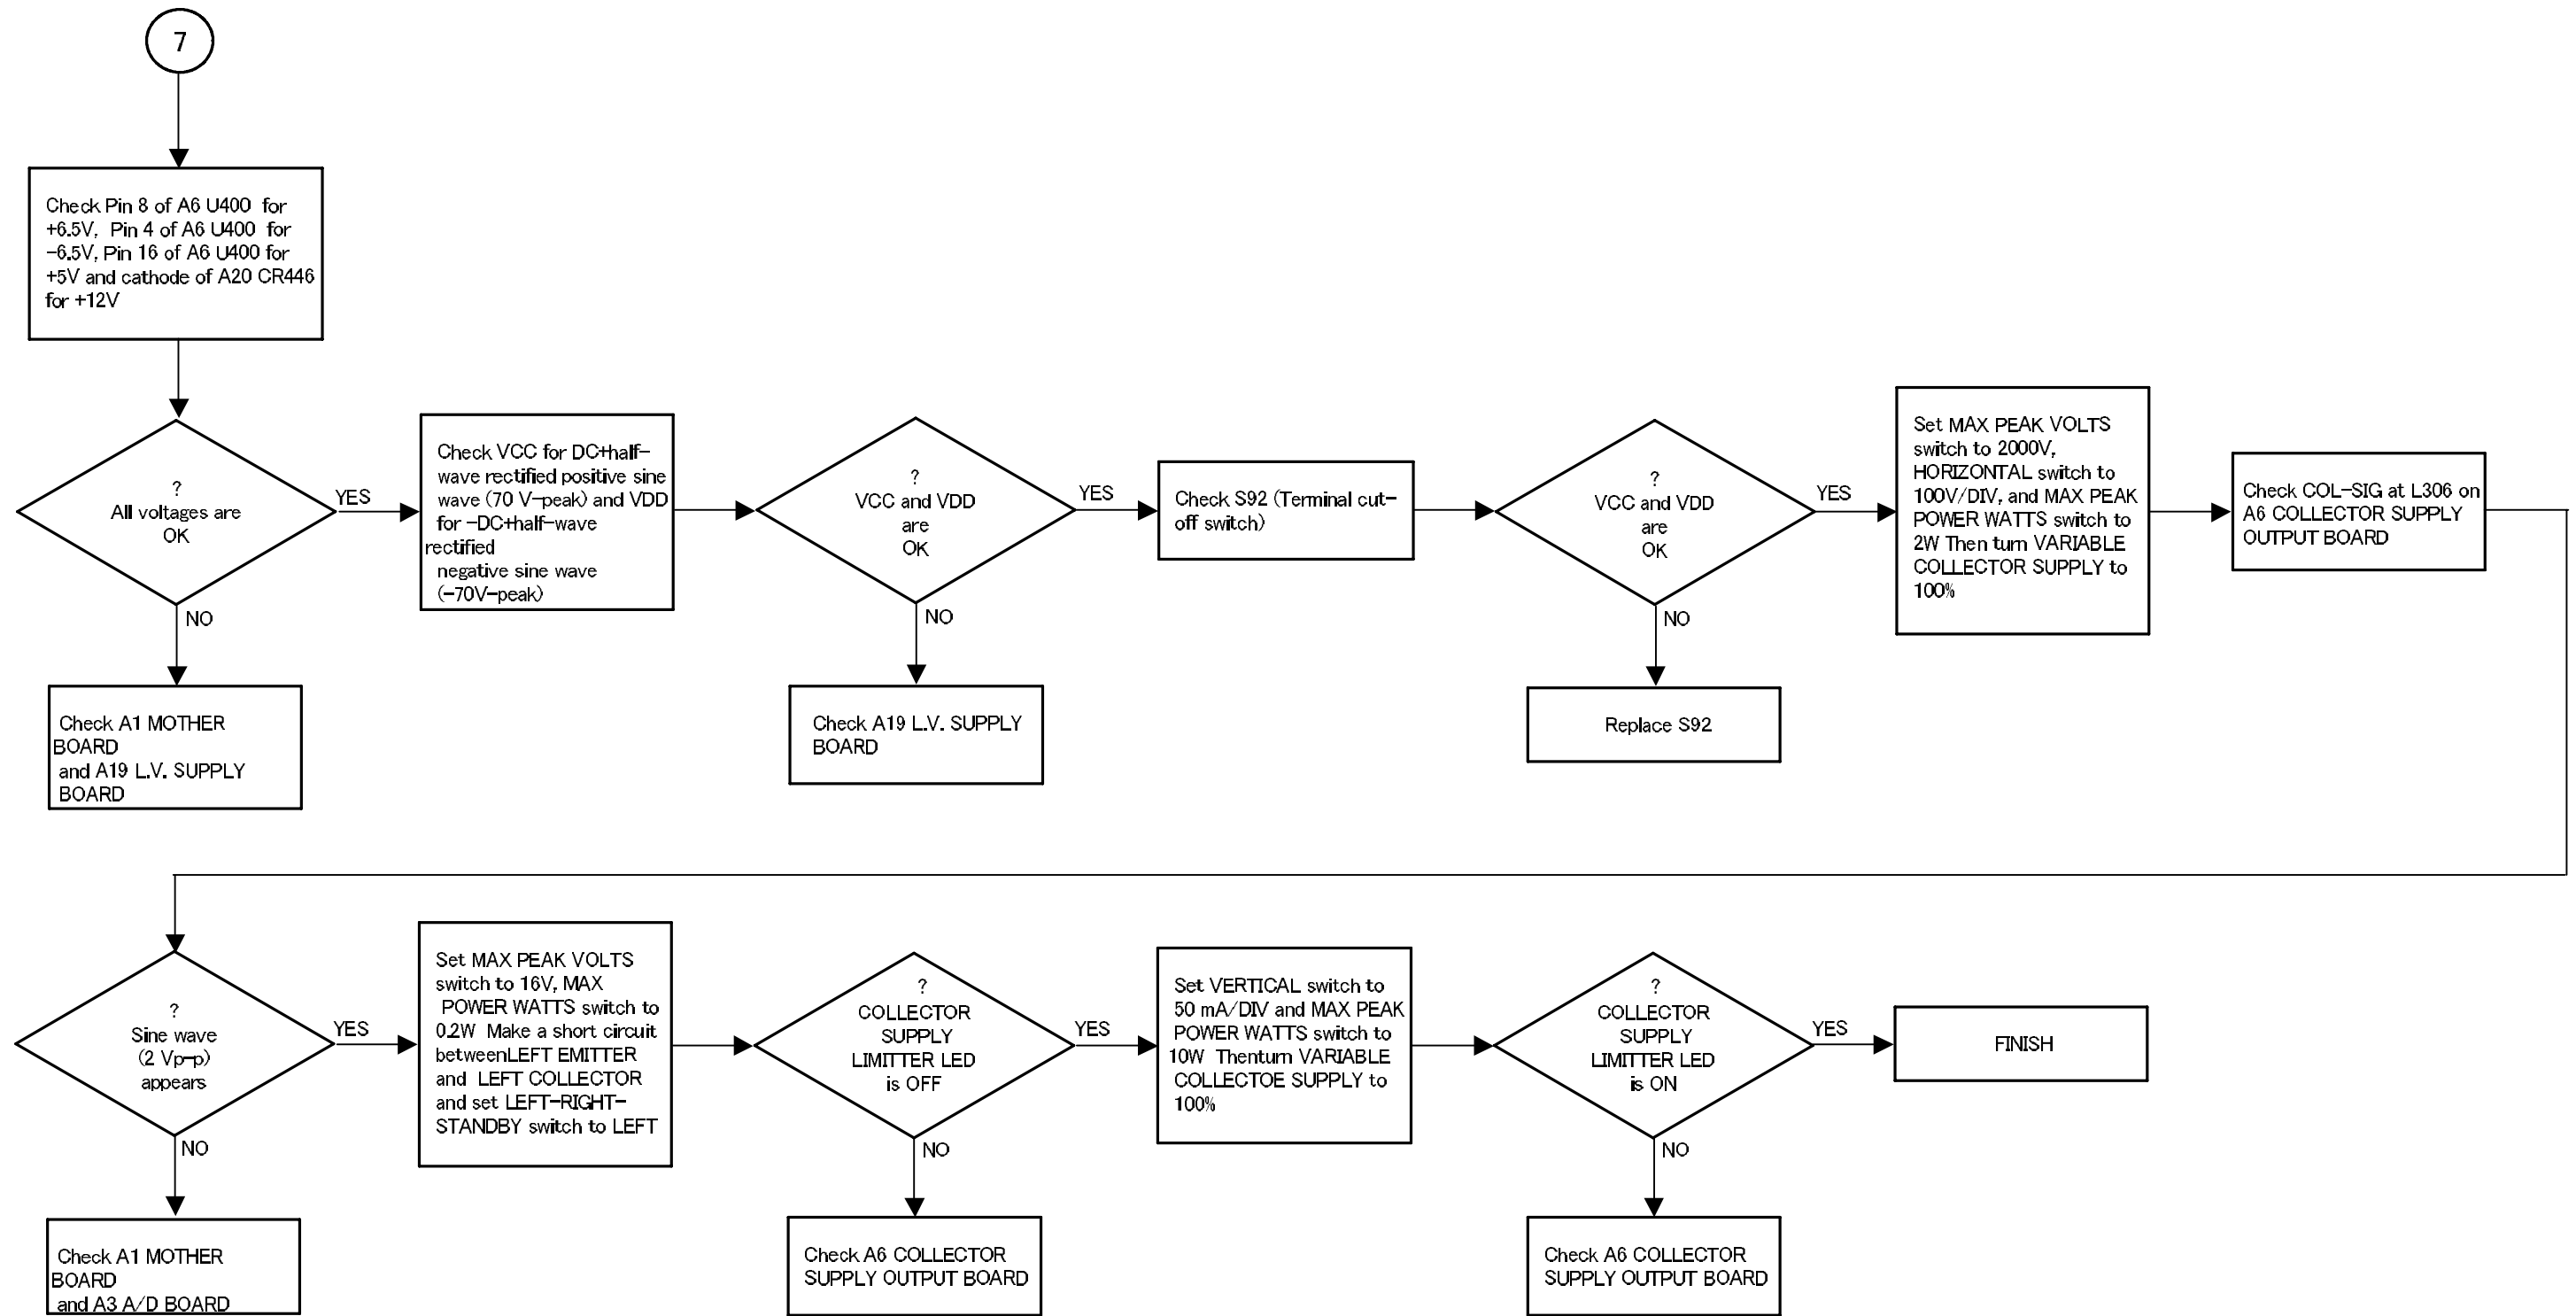 7
Check Pin 8 of A6 U400 for
+6.5V, Pin 4 of A6 U400 for
-6.5V, Pin 16 of A6 U400 for
+5V and cathode of A20 CR446
for +12V
?
All voltages are
OK
YES
NO
Check A1 MOTHER
BOARD
and A19 L.V. SUPPLY
BOARD
Check VCC for DC+half-
wave rectified positive sine
wave (70 V-peak) and VDD
for -DC+half-wave
rectified
negative sine wave
(-70V-peak)
?
VCC and VDD
are
OK
YES
NO
Check A19 L.V. SUPPLY
BOARD
Check S92 (Terminal cut-
off switch)
?
VCC and VDD
are
OK
YES
NO
Replace S92
Set MAX PEAK VOLTS
switch to 2000V,
HORIZONTAL switch to
100V/DIV, and MAX PEAK
POWER WATTS switch to
2W Then turn VARIABLE
COLLECTOR SUPPLY to
100%
Check COL-SIG at L306 on
A6 COLLECTOR SUPPLY
OUTPUT BOARD
?
Sine wave
(2 Vp-p)
appears
YES
NO
Check A1 MOTHER
BOARD
and A3 A/D BOARD
Set MAX PEAK VOLTS
switch to 16V, MAX
POWER WATTS switch to
0.2W Make a short circuit
betweenLEFT EMITTER
and LEFT COLLECTOR
and set LEFT-RIGHT-
STANDBY switch to LEFT
?
COLLECTOR
SUPPLY
LIMITTER LED
is OFF
YES
NO
Check A6 COLLECTOR
SUPPLY OUTPUT BOARD
Set VERTICAL switch to
50 mA/DIV and MAX PEAK
POWER WATTS switch to
10W Thenturn VARIABLE
COLLECTOE SUPPLY to
100%
?
COLLECTOR
SUPPLY
LIMITTER LED
is ON
YES
NO
Check A6 COLLECTOR
SUPPLY OUTPUT BOARD
FINISH